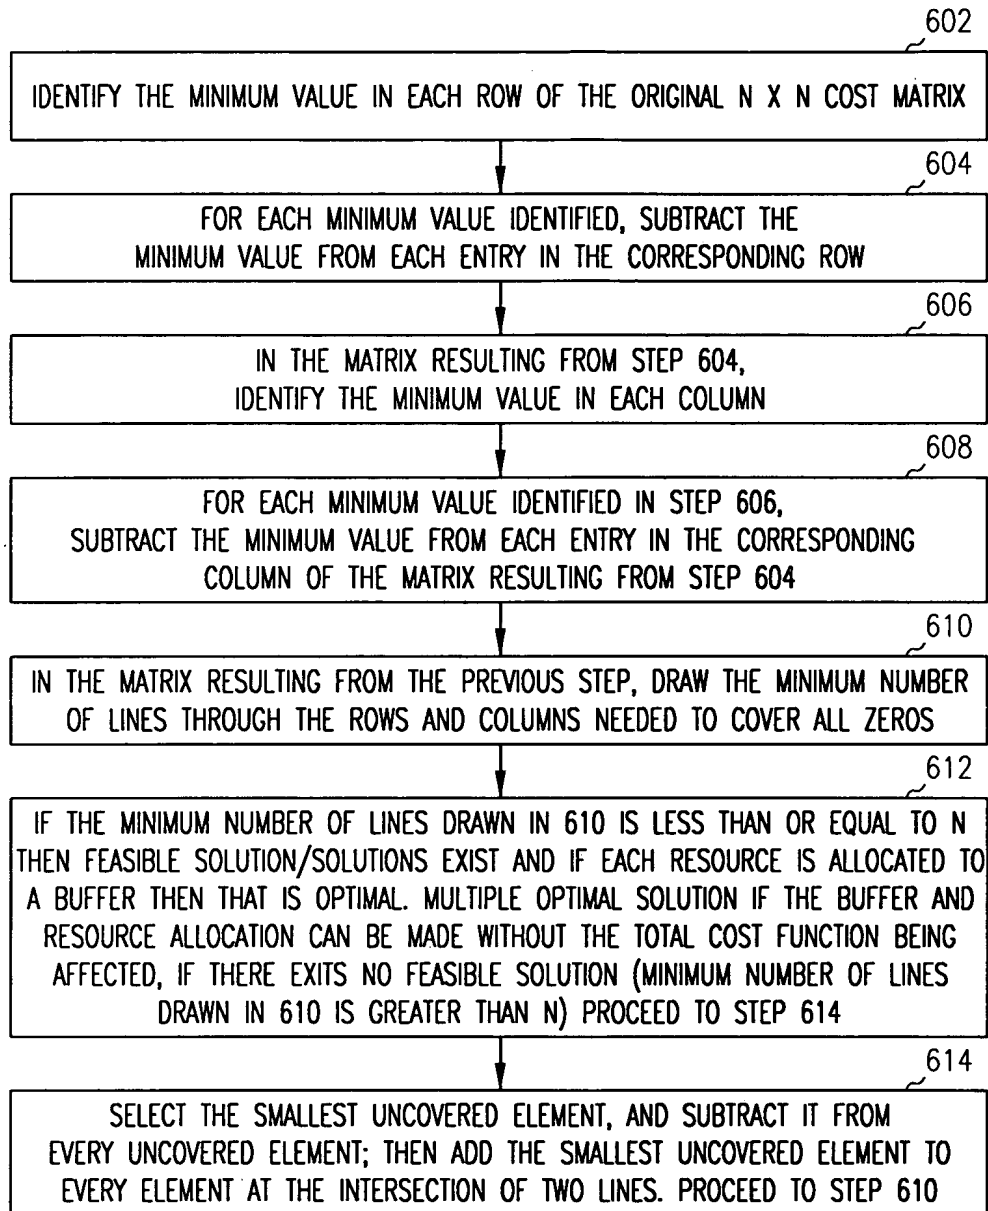 602
IDENTIFY THE MINIMUM VALUE IN EACH ROW OF THE ORIGINAL N X N COST MATRIX
604
FOR EACH MINIMUM VALUE IDENTIFIED, SUBTRACT THE
MINIMUM VALUE FROM EACH ENTRY IN THE CORRESPONDING ROW
606
IN THE MATRIX RESULTING FROM STEP 604,
IDENTIFY THE MINIMUM VALUE IN EACH COLUMN
608
FOR EACH MINIMUM VALUE IDENTIFIED IN STEP 606,
SUBTRACT THE MINIMUM VALUE FROM EACH ENTRY IN THE CORRESPONDING
COLUMN OF THE MATRIX RESULTING FROM STEP 604
610
IN THE MATRIX RESULTING FROM THE PREVIOUS STEP, DRAW THE MINIMUM NUMBER
OF LINES THROUGH THE ROWS AND COLUMNS NEEDED TO COVER ALL ZEROS
612
IF THE MINIMUM NUMBER OF LINES DRAWN IN 610 IS LESS THAN OR EQUAL TO N
THEN FEASIBLE SOLUTION/SOLUTIONS EXIST AND IF EACH RESOURCE IS ALLOCATED TO
A BUFFER THEN THAT IS OPTIMAL. MULTIPLE OPTIMAL SOLUTION IF THE BUFFER AND
RESOURCE ALLOCATION CAN BE MADE WITHOUT THE TOTAL COST FUNCTION BEING
AFFECTED, IF THERE EXITS NO FEASIBLE SOLUTION (MINIMUM NUMBER OF LINES
DRAWN IN 610 IS GREATER THAN N) PROCEED TO STEP 614
614
SELECT THE SMALLEST UNCOVERED ELEMENT, AND SUBTRACT IT FROM
EVERY UNCOVERED ELEMENT; THEN ADD THE SMALLEST UNCOVERED ELEMENT TO
EVERY ELEMENT AT THE INTERSECTION OF TWO LINES. PROCEED TO STEP 610